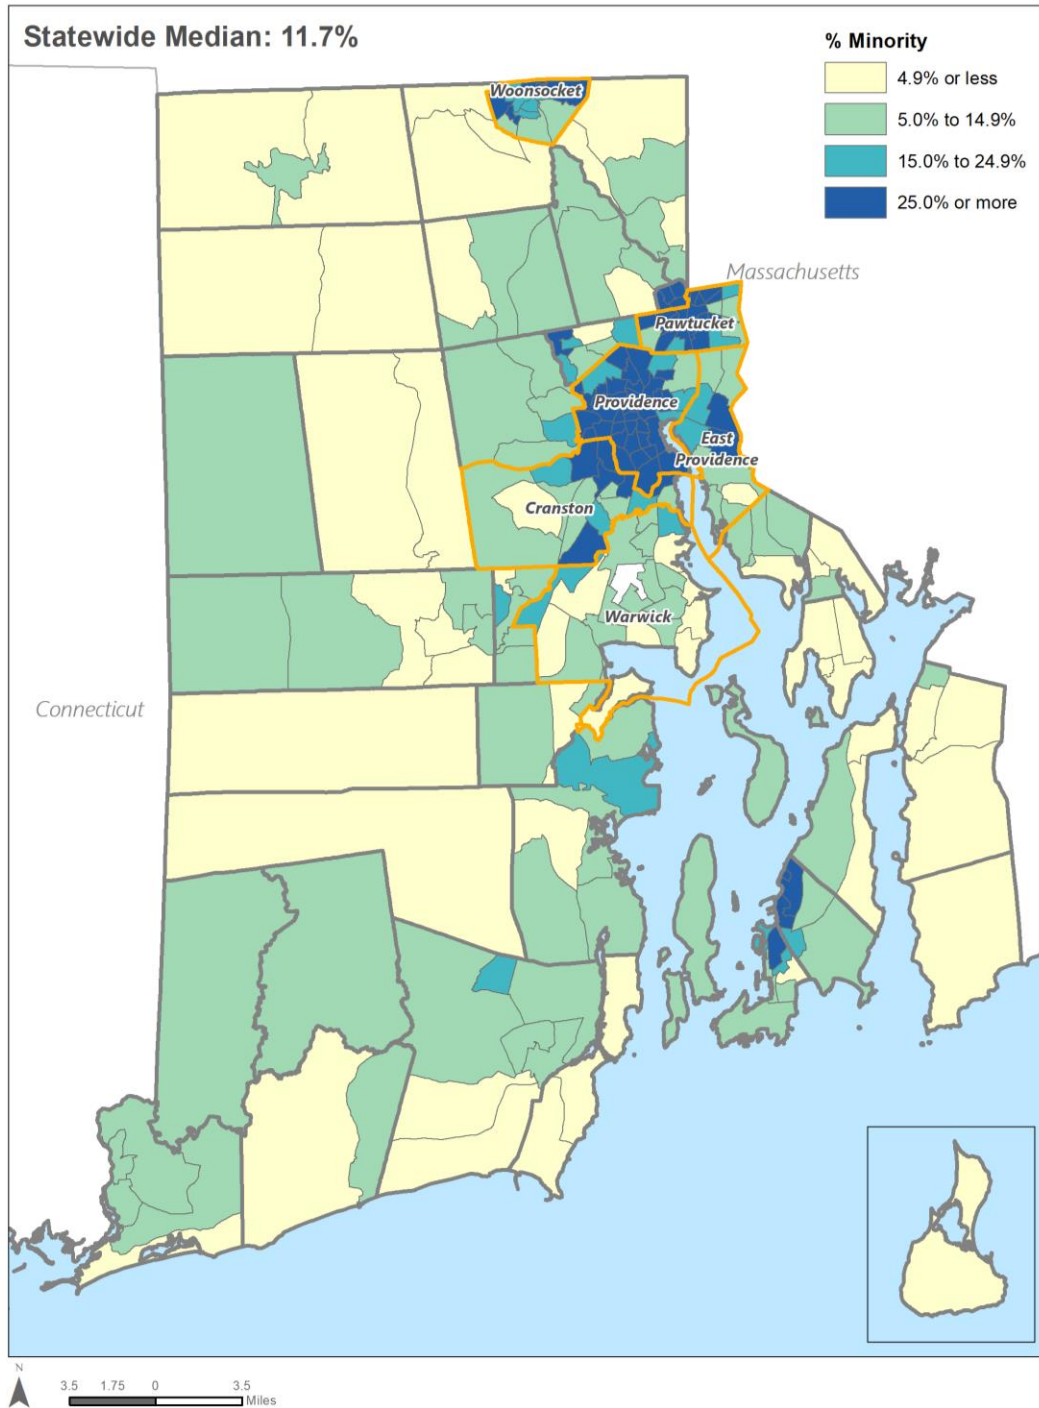 Statewide Median: 11.7%
% Minority
4.9% or less
5.0% to 14.9%
15.0% to 24.9%
25.0% or more
Woonsocket
Massachusetts
Pawtucket
Providence
East
Providence
Cranston
Warwick
Connecticut
N
3.5 1.75 0 3.5
Miles